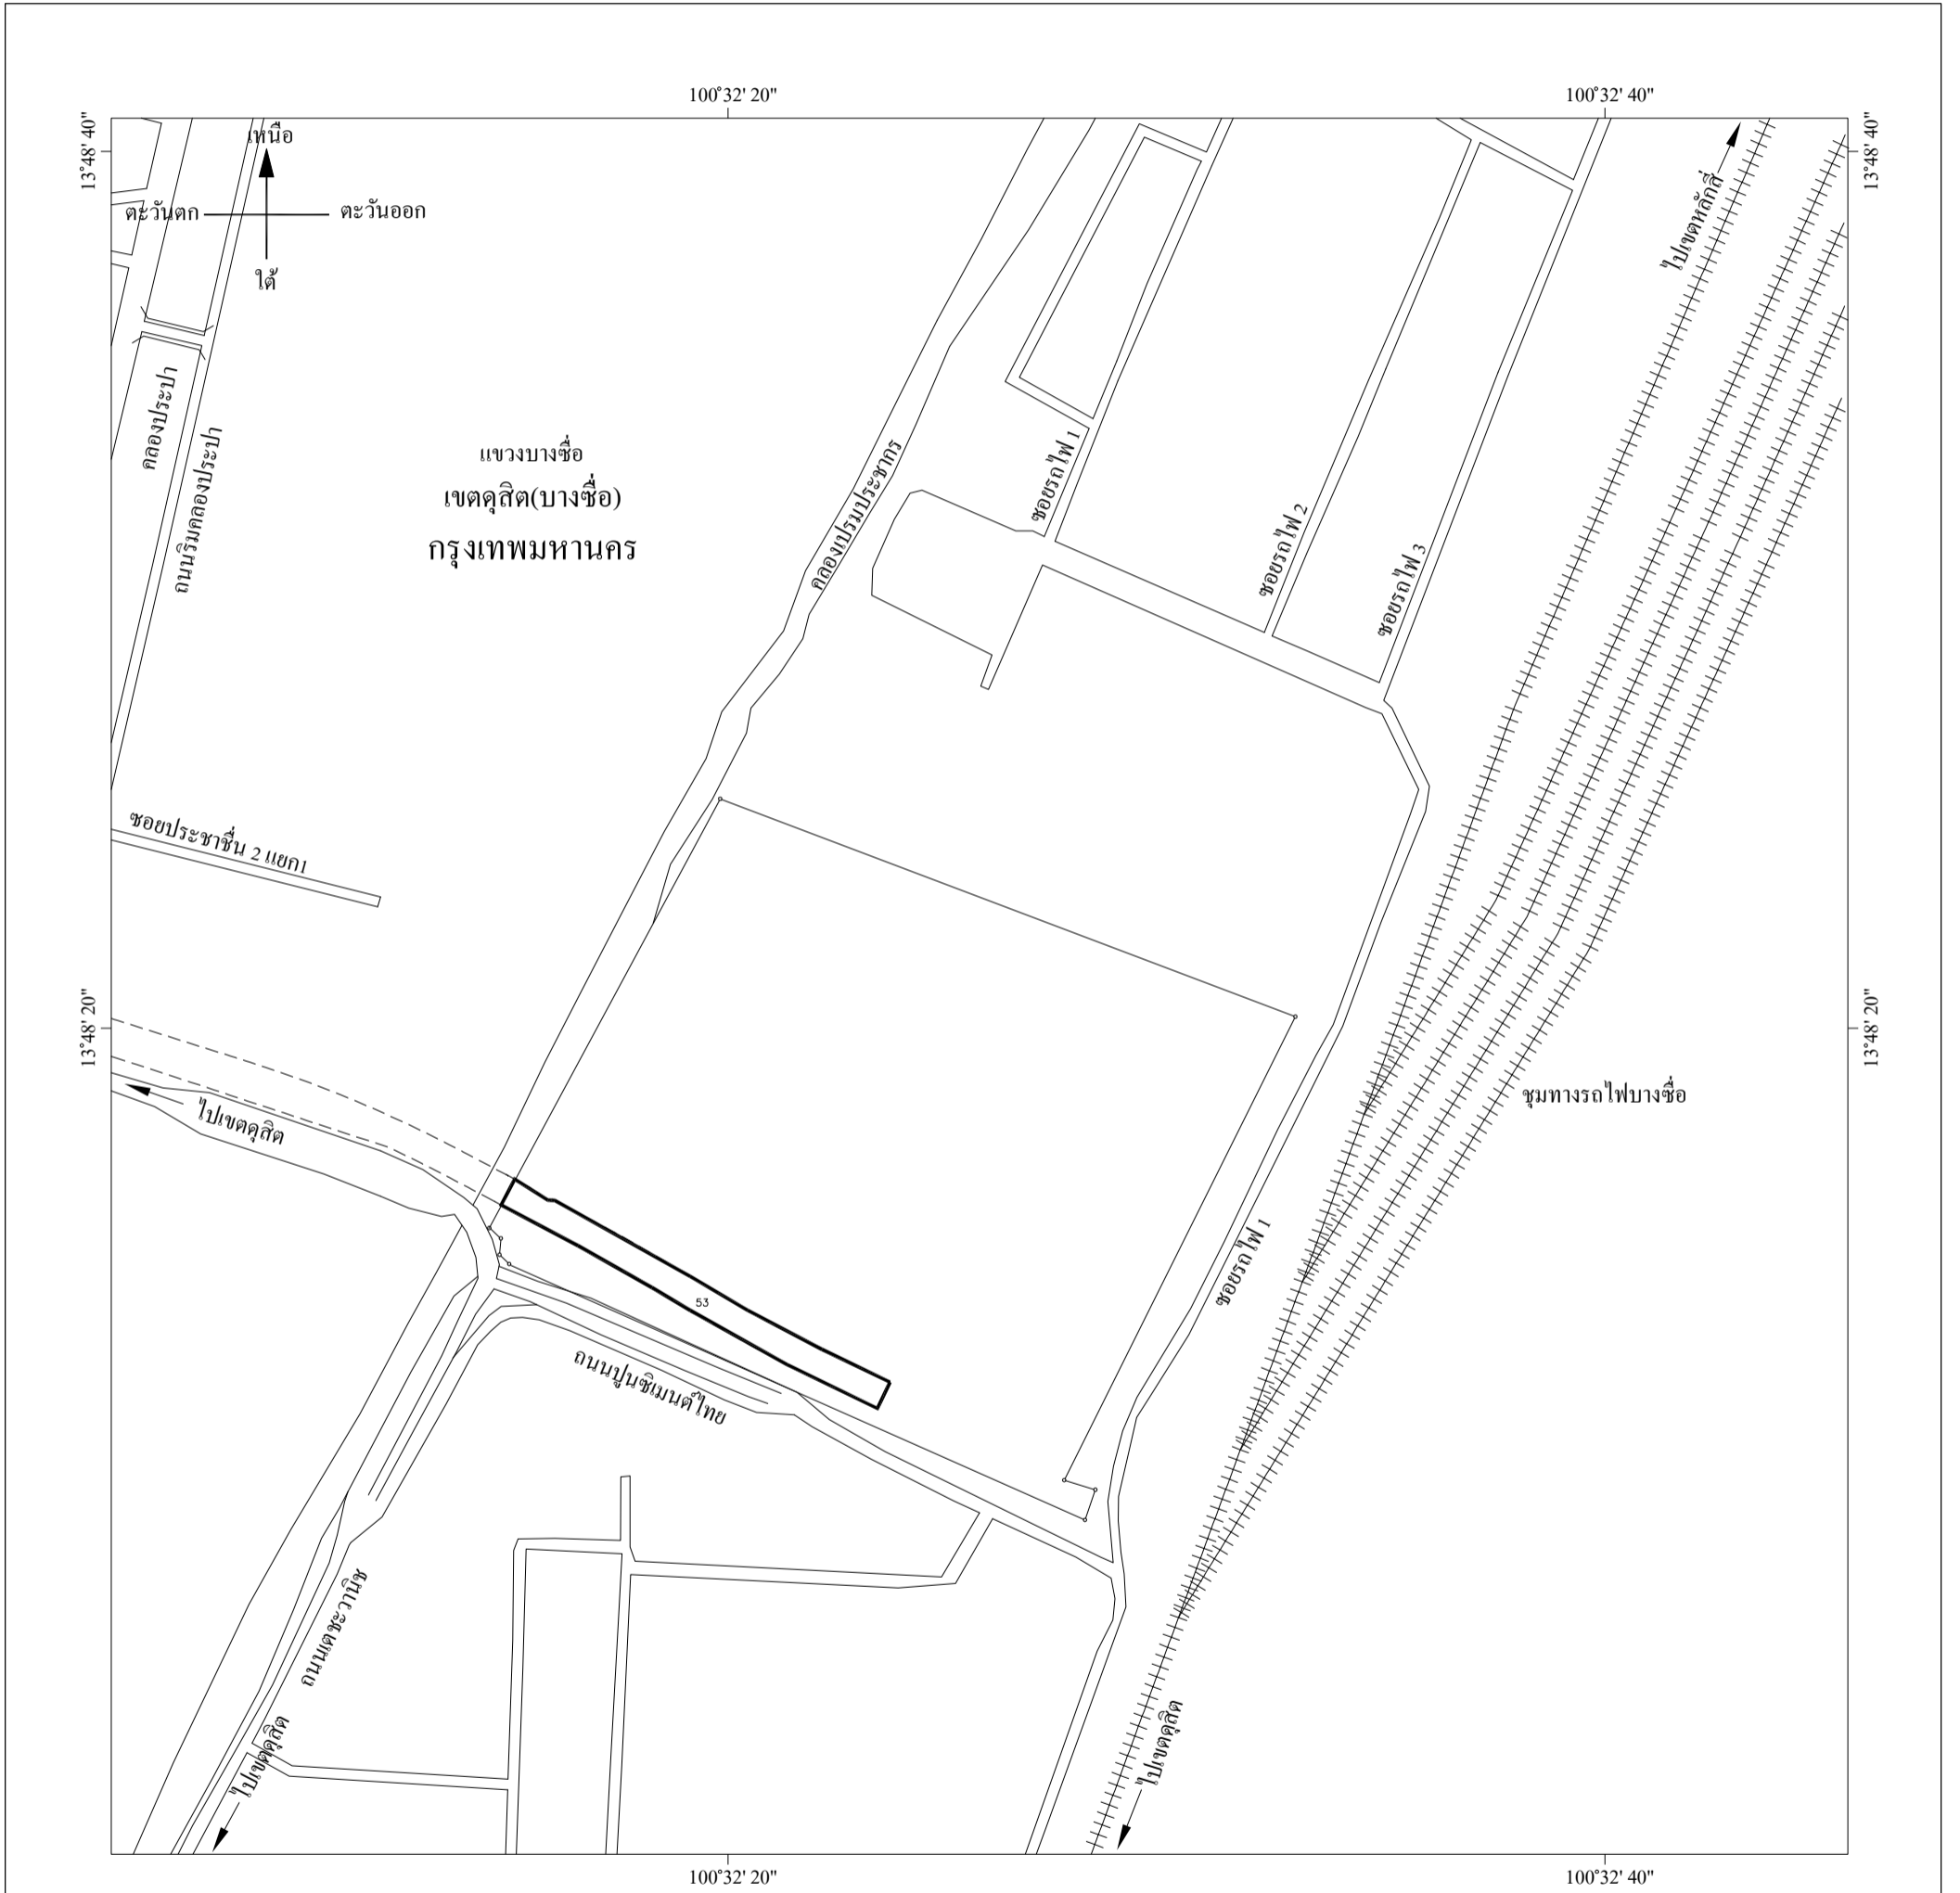 100°32' 20"
100°32' 40"
13°48' 40"
13°48' 40"
เหนือ
ตะวันตก
ตะวันออก
ใต้
ไปเขตหลักสี่
คลองประปา
ถนนริมคลองประปา
แขวงบางซื่อ
เขตดุสิต(บางซื่อ)
กรุงเทพมหานคร
คลองเปรมประชากร
ซอยรถไฟ 1
ซอยรถไฟ 2
ซอยรถไฟ 3
ซอยประชาชื่น 2 แยก1
13°48' 20"
13°48' 20"
ไปเขตดุสิต
ชุมทางรถไฟบางซื่อ
ซอยรถไฟ 1
53
ถนนปูนซิเมนต์ไทย
ถนนเตชะวานิช
ไปเขตดุสิต
ไปเขตดุสิต
100°32' 20"
100°32' 40"